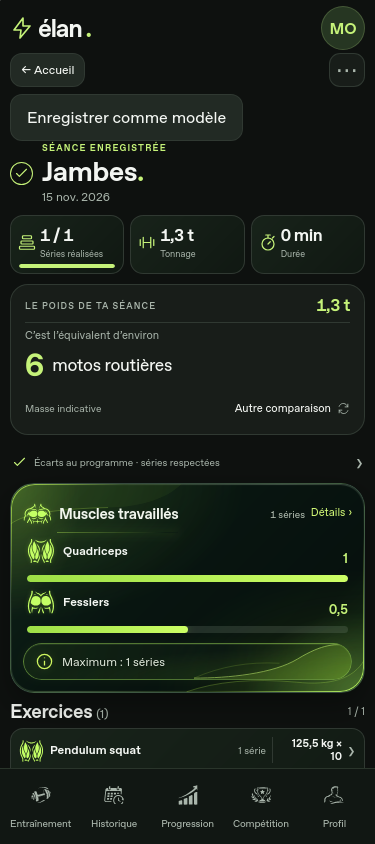 élan.
MO
← Accueil
...
Enregistrer comme modèle
SÉANCE ENREGISTRÉE
Jambes.
15 nov. 2026
1 / 1
Séries réalisées
1,3 t
Tonnage
0 min
Durée
LE POIDS DE TA SÉANCE
1,3 t
C'est l'équivalent d'environ
6 motos routières
Masse indicative
Autre comparaison
Écarts au programme · séries respectées
Muscles travaillés
1 séries
Détails ›
Quadriceps
1
Fessiers
0,5
Maximum : 1 séries
Exercices (1)
1 / 1
Pendulum squat
1 série
125,5 kg ×
10
Entraînement
Historique
Progression
Compétition
Profil